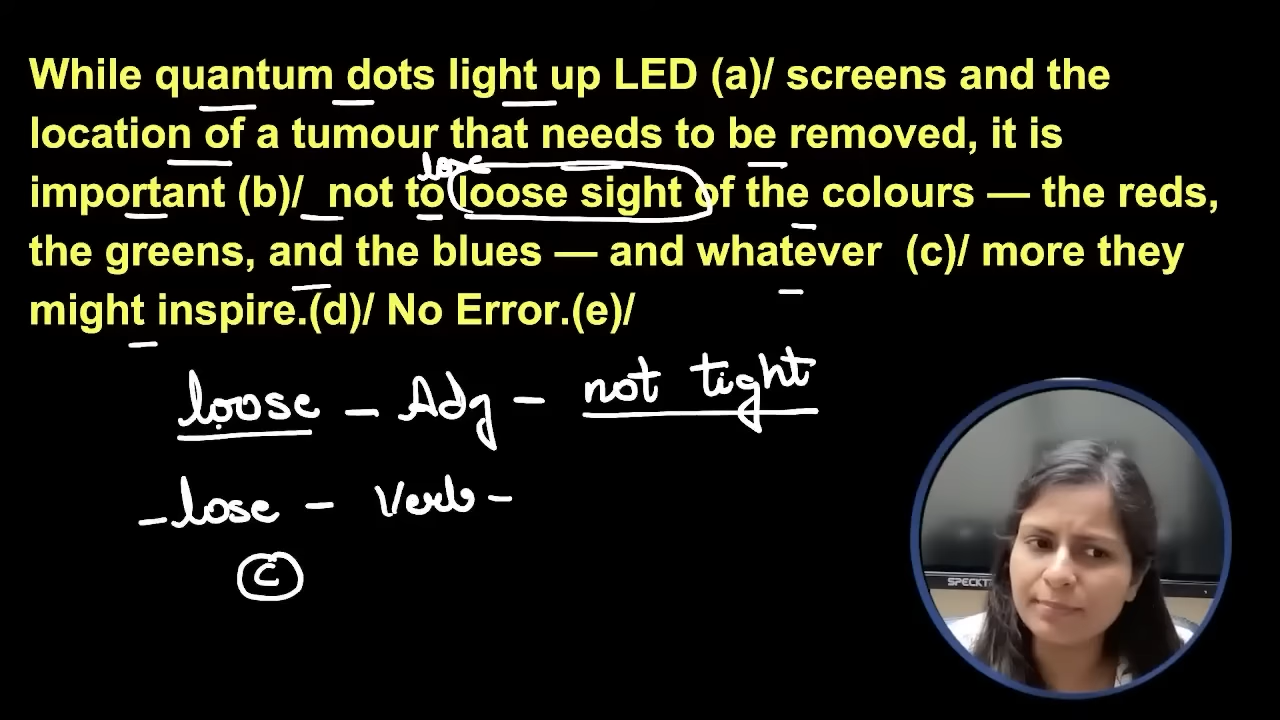 While quantum dots light up LED (a)/ screens and the
location of a tumour that needs to be removed, it is
lose
important (b)/ not to loose sight of the colours — the reds,
the greens, and the blues — and whatever (c)/ more they
might inspire.(d)/ No Error.(e)/
loose - Adj - not tight
- lose - Verb -
C
SPECKT